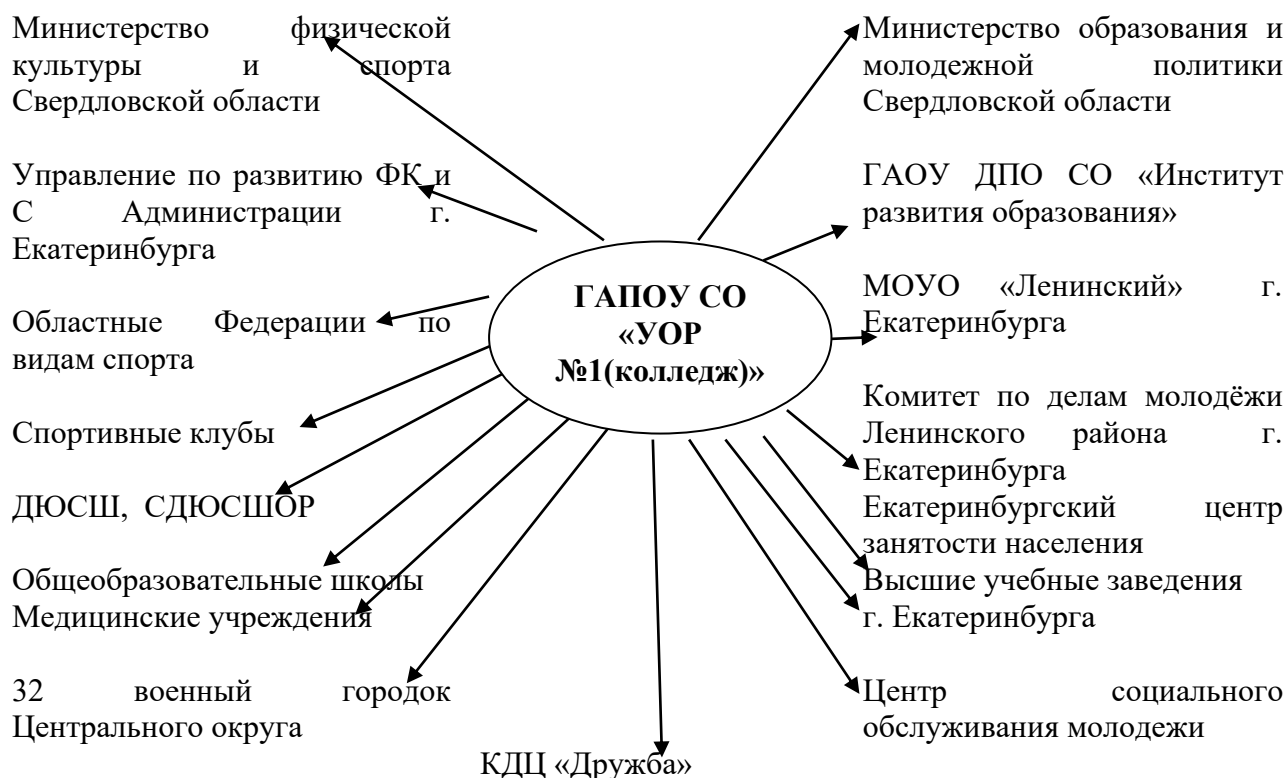 Министерство физической
культуры и спорта
Свердловской области
Управление по развитию ФК и
С Администрации г.
Екатеринбурга
Областные Федерации по
видам спорта
Спортивные клубы
ДЮСШ, СДЮСШОР
Общеобразовательные школы
Медицинские учреждения
32 военный городок
Центрального округа
ГАПОУ СО
«УОР
№1(колледж)»
КДЦ «Дружба»
Министерство образования и
молодежной политики
Свердловской области
ГАОУ ДПО СО «Институт
развития образования»
МОУО «Ленинский» г.
Екатеринбурга
Комитет по делам молодёжи
Ленинского района г.
Екатеринбурга
Екатеринбургский центр
занятости населения
Высшие учебные заведения
г. Екатеринбурга
Центр социального
обслуживания молодежи